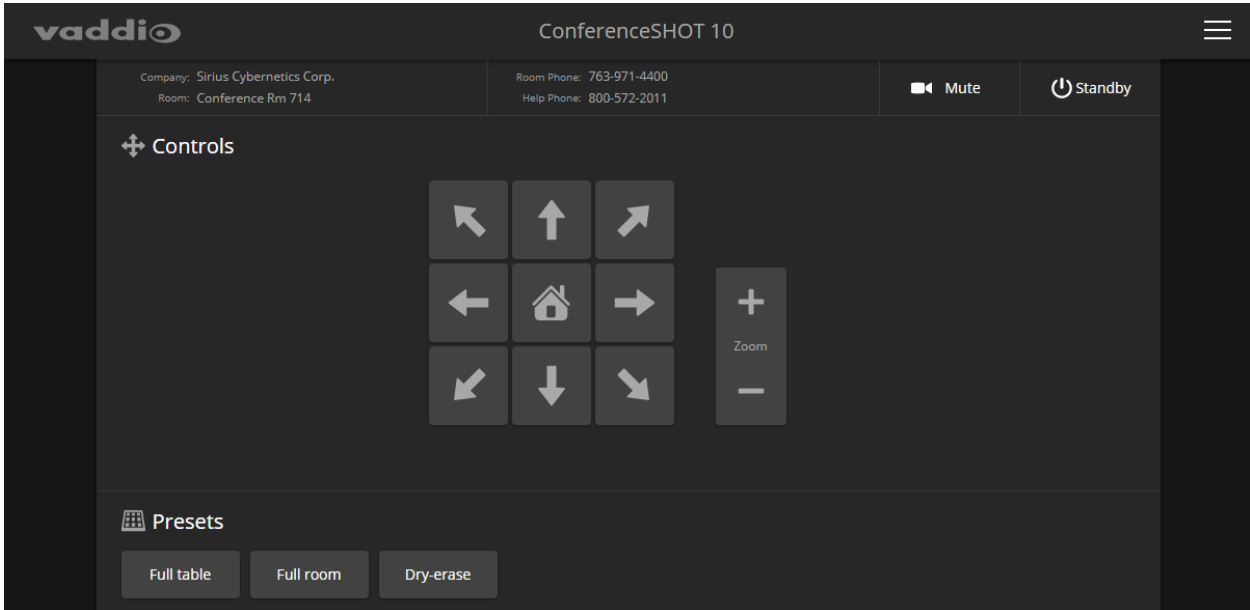 vaddio
ConferenceSHOT 10
Company: Sirius Cybernetics Corp.
Room: Conference Rm 714
Room Phone: 763-971-4400
Help Phone: 800-572-2011
Mute
Standby
Controls
Zoom
Presets
Full table
Full room
Dry-erase